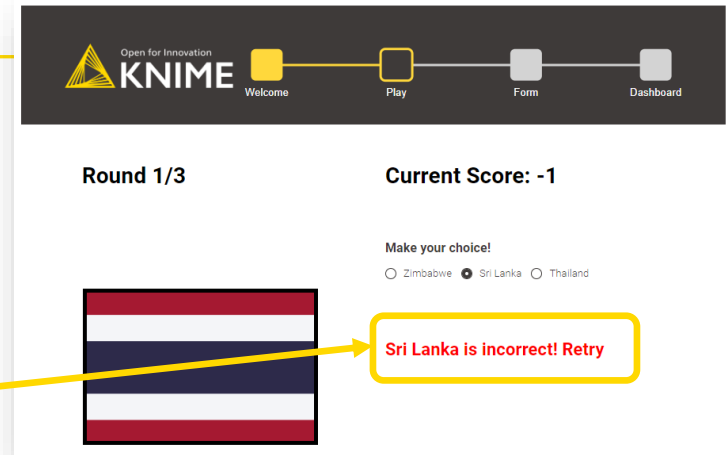 Open for Innovation
KNIME
Welcome
Play
Form
Dashboard
Round 1/3
Current Score: -1
Make your choice!
Zimbabwe Sri Lanka Thailand
Sri Lanka is incorrect! Retry